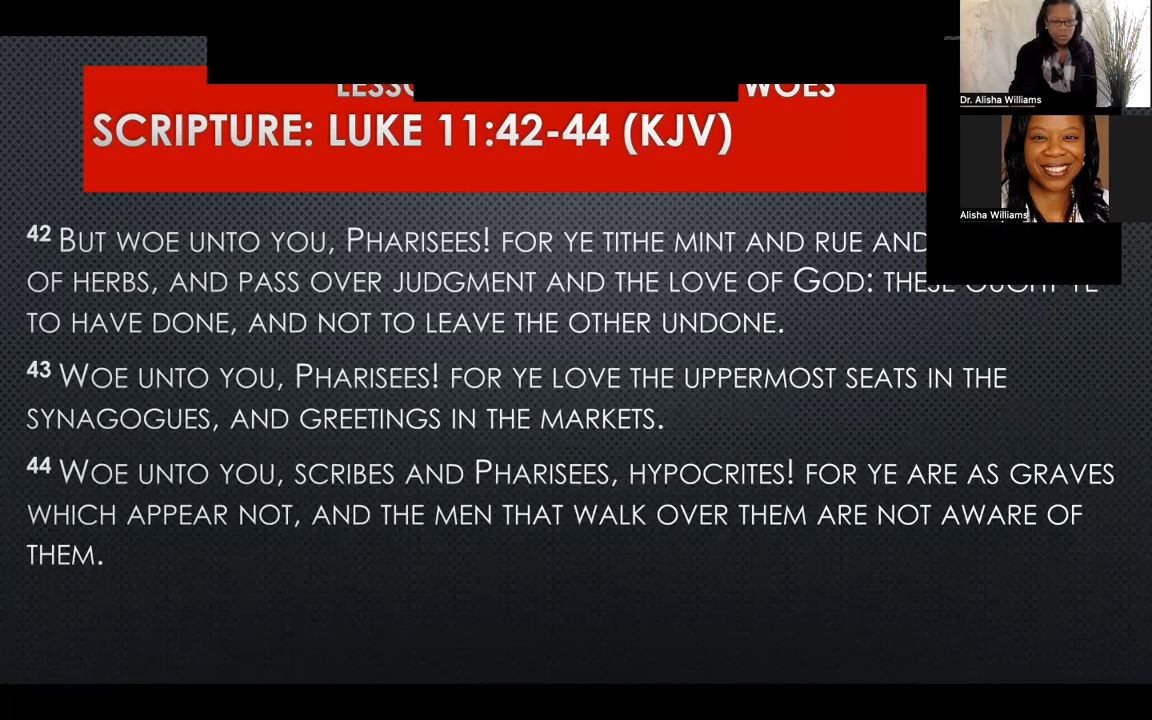 WOES
SCRIPTURE: LUKE 11:42-44 (KJV)
Dr. Alisha Williams
Alisha Williams
42 BUT WOE UNTO YOU, PHARISEES! FOR YE TITHE MINT AND RUE AND
OF HERBS, AND PASS OVER JUDGMENT AND THE LOVE OF GOD: THESE OUGHT YE
TO HAVE DONE, AND NOT TO LEAVE THE OTHER UNDONE.
43 WOE UNTO YOU, PHARISEES! FOR YE LOVE THE UPPERMOST SEATS IN THE
SYNAGOGUES, AND GREETINGS IN THE MARKETS.
44 WOE UNTO YOU, SCRIBES AND PHARISEES, HYPOCRITES! FOR YE ARE AS GRAVES
WHICH APPEAR NOT, AND THE MEN THAT WALK OVER THEM ARE NOT AWARE OF
THEM.